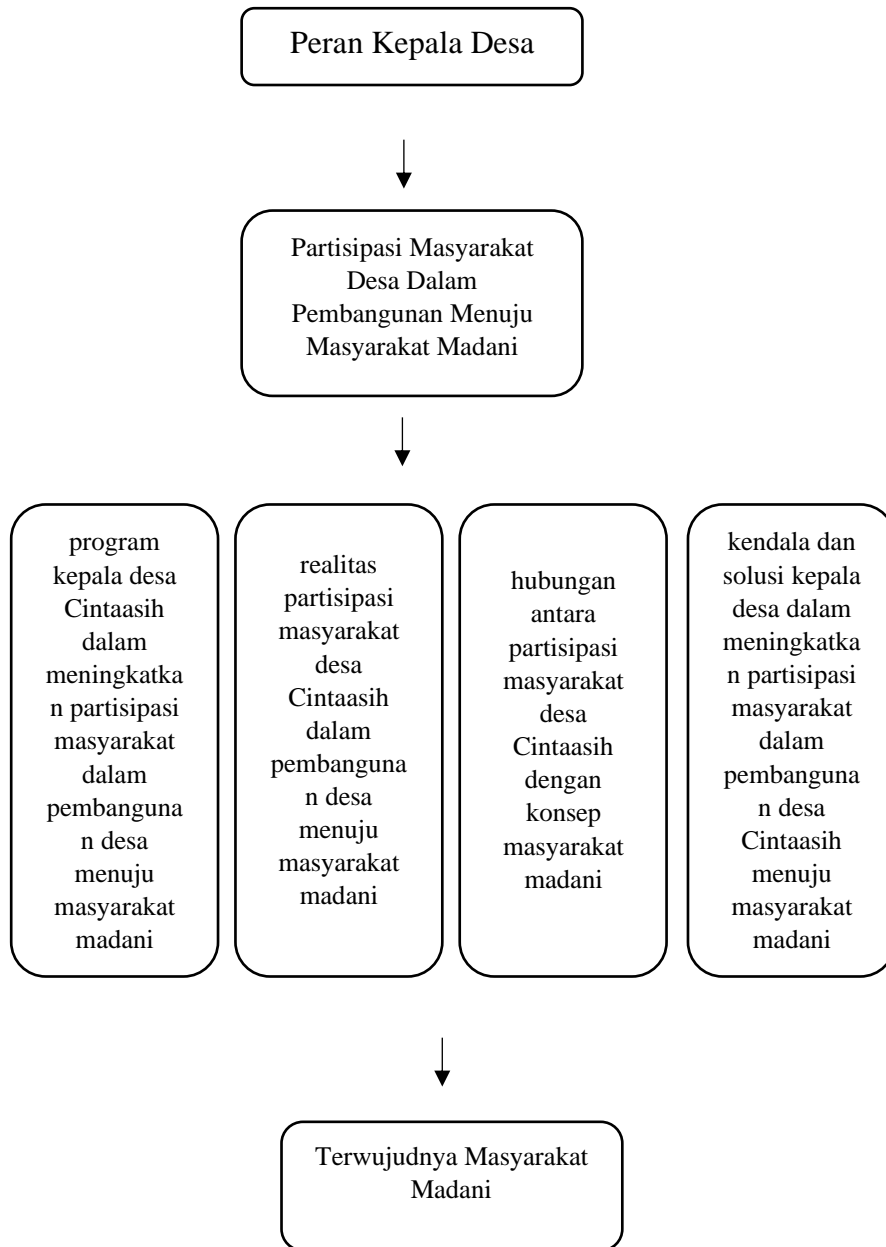 Peran Kepala Desa
Partisipasi Masyarakat
Desa Dalam
Pembangunan Menuju
Masyarakat Madani
program
kepala desa
Cintaasih
dalam
meningkatka
n partisipasi
masyarakat
dalam
pembanguna
n desa
menuju
masyarakat
madani
realitas
partisipasi
masyarakat
desa
Cintaasih
dalam
pembanguna
n desa
menuju
masyarakat
madani
hubungan
antara
partisipasi
masyarakat
desa
Cintaasih
dengan
konsep
masyarakat
madani
kendala dan
solusi kepala
desa dalam
meningkatka
n partisipasi
masyarakat
dalam
pembanguna
n desa
Cintaasih
menuju
masyarakat
madani
Terwujudnya Masyarakat
Madani